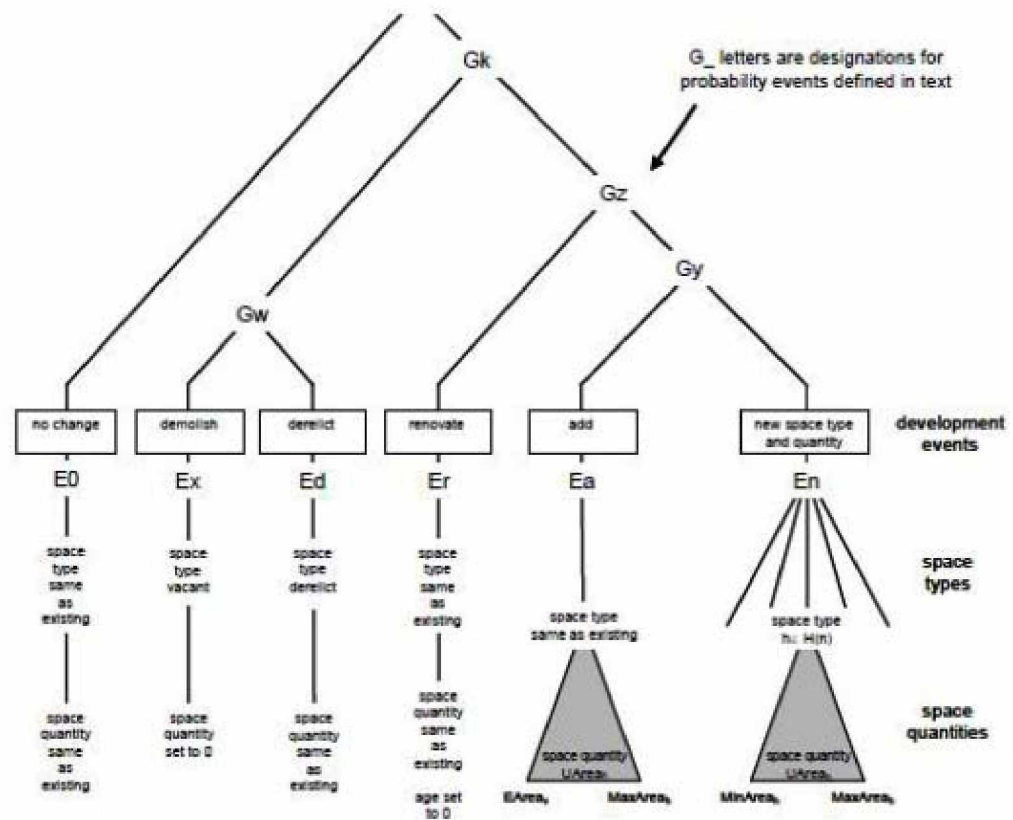 Gk
G_ letters are designations for
probability events defined in text
Gz
Gy
Gw
no change
demolish
derelict
renovate
add
new space type
and quantity
development
events
E0
Ex
Ed
Er
Ea
En
space
type
same
as
existing
space
type
vacant
space
type
derelict
space
type
same
as
existing
space type
same as existing
space type
H(h)
space
types
space
quantity
same
as
existing
space
quantity
set to 0
space
quantity
same
as
existing
space
quantity
same
as
existing
age set
to 0
space quantity
UArea
space quantity
UArea
space
quantities
EArea
MaxArea
MinArea
MaxArea